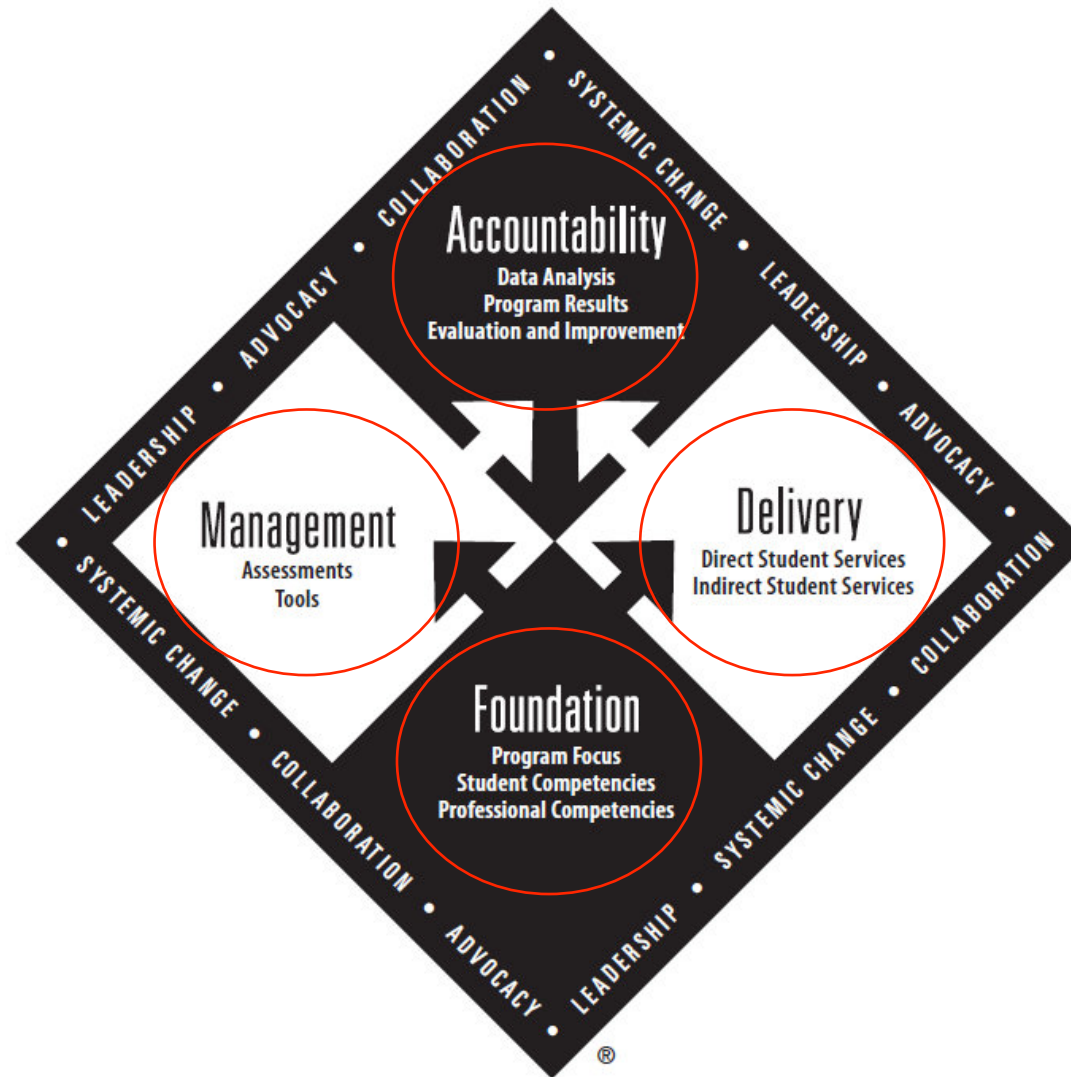 LEADERSHIP • ADVOCACY • COLLABORATION •
SYSTEMIC CHANGE • LEADERSHIP • ADVOCACY •
Accountability
Data Analysis
Program Results
Evaluation and Improvement
Management
Assessments
Tools
Delivery
Direct Student Services
Indirect Student Services
Foundation
Program Focus
Student Competencies
Professional Competencies
• SYSTEMIC CHANGE • COLLABORATION • ADVOCACY •
LEADERSHIP • SYSTEMIC CHANGE • COLLABORATION
®